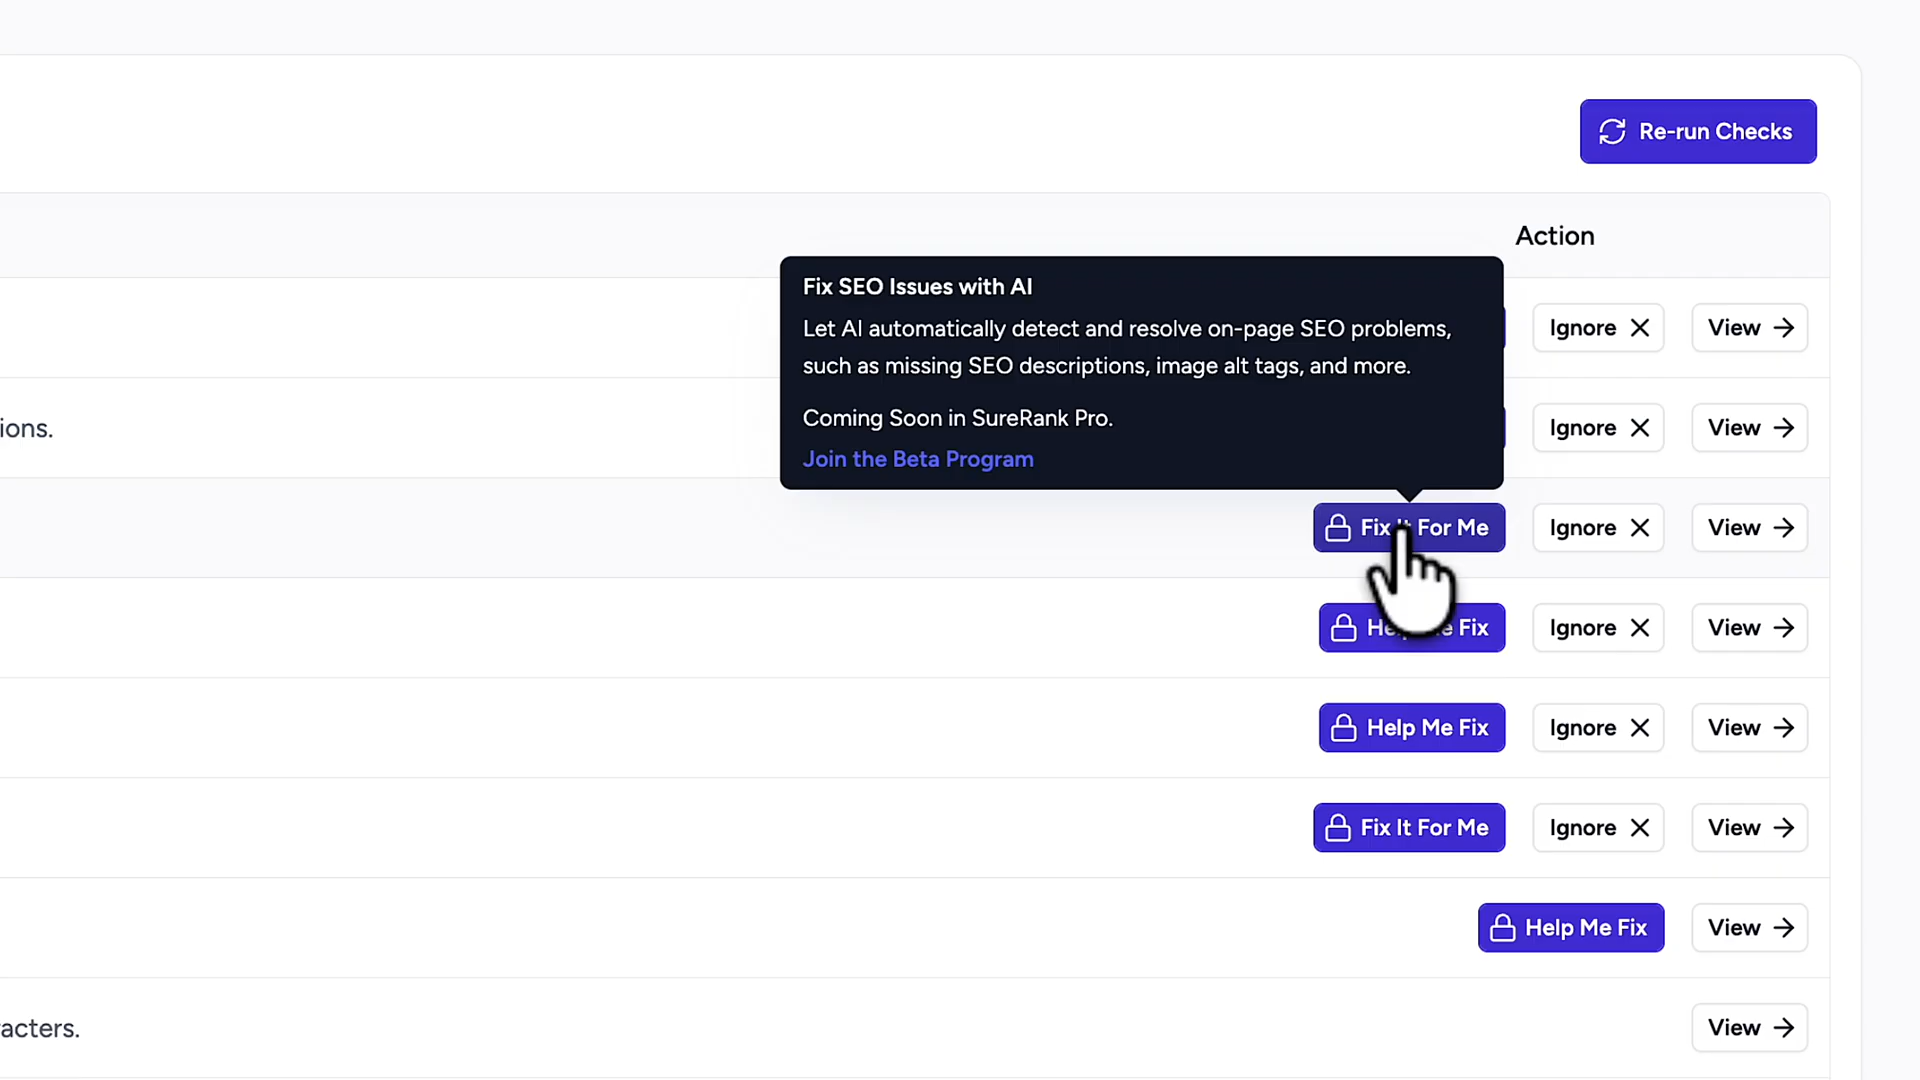 Re-run Checks
Action
Fix SEO Issues with AI
Let AI automatically detect and resolve on-page SEO problems,
such as missing SEO descriptions, image alt tags, and more.
Coming Soon in SureRank Pro.
Join the Beta Program
Ignore View
ions. Ignore View
Fix It For Me Ignore View
Help Me Fix Ignore View
Help Me Fix Ignore View
Fix It For Me Ignore View
Help Me Fix View
acters. View